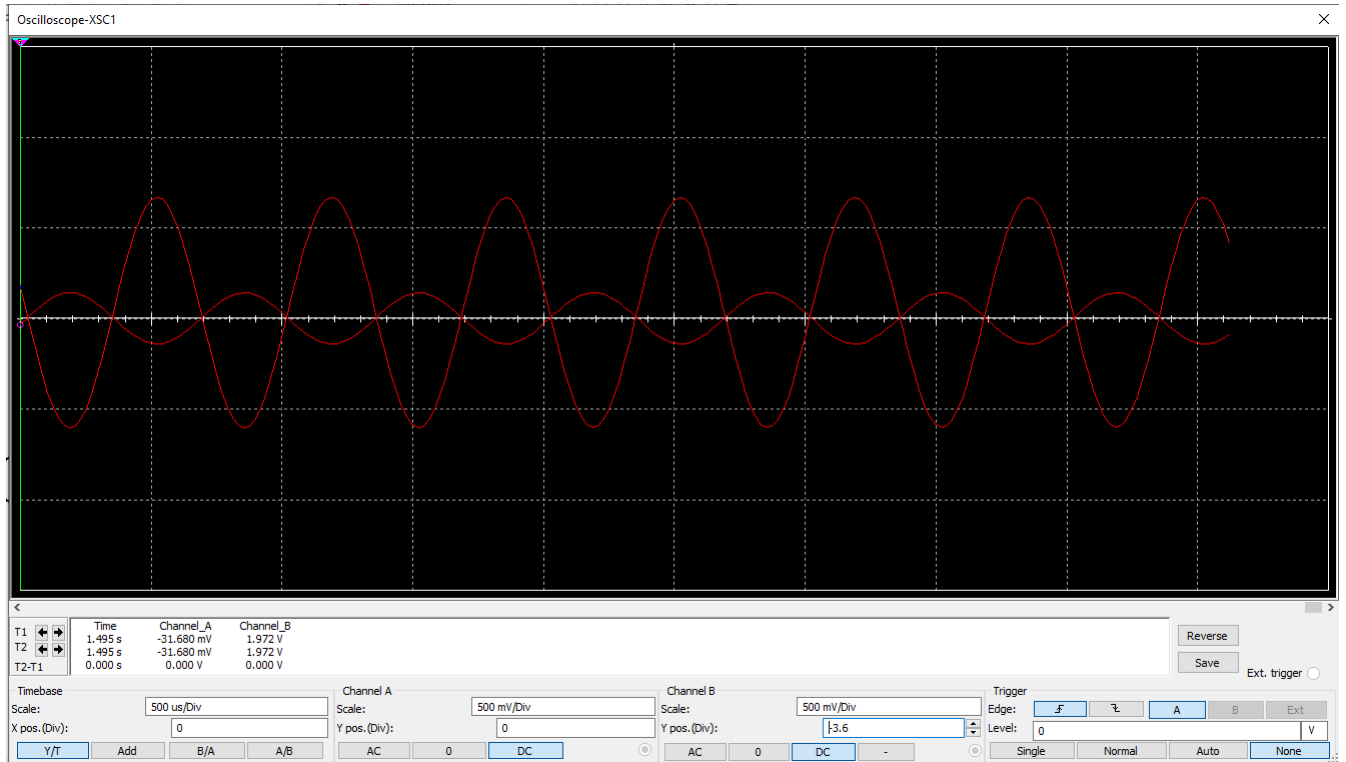 Oscilloscope-XSC1
T1
T2
T2-T1
Time Channel_A Channel_B
1.495 s -31.680 mV 1.972 V
1.495 s -31.680 mV 1.972 V
0.000 s 0.000 V 0.000 V
Reverse
Save
Ext. trigger
Timebase
Scale: 500 us/Div
X pos.(Div): 0
Y/T Add B/A A/B
Channel A
Scale: 500 mV/Div
Y pos.(Div): 0
AC 0 DC
Channel B
Scale: 500 mV/Div
Y pos.(Div): -3.6
AC 0 DC -
Trigger
Edge: A B Ext
Level: 0 V
Single Normal Auto None